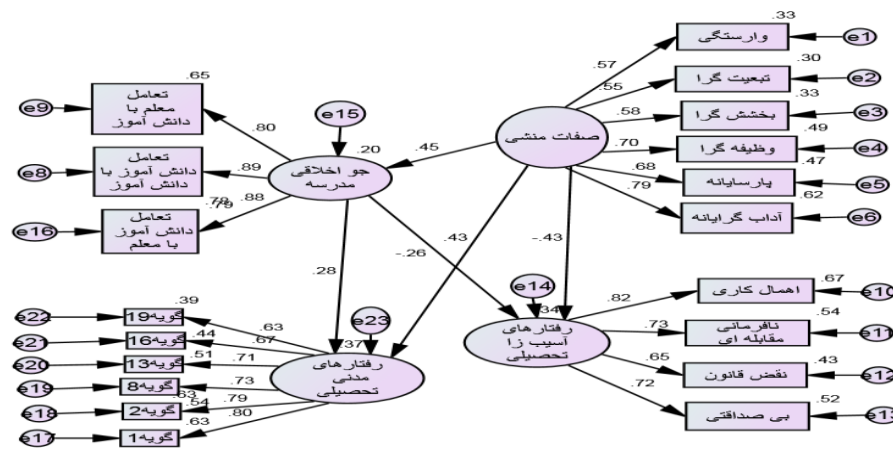 .33
وارستگی
e1
.57
.30
تبعیت گرا
e2
.55
.33
بخشش گرا
e3
.58
.49
وظیفه گرا
e4
.70
.47
پارسایانه
e5
.68
.62
آداب گرایانه
e6
.79
صفات منشی
.65
تعامل
معلم با
دانش آموز
e9
.80
تعامل
دانش آموز با
دانش آموز
e8
.89
.78
.79
تعامل
دانش آموز
با معلم
e16
.88
e15
.20
جو اخلاقی
مدرسه
.45
.28
-.26
.43
-.43
e14
.34
رفتارهای
آسیب زا
تحصیلی
.67
اهمال کاری
e10
.82
.54
نافرمانی
مقابله ای
e11
.73
.43
نقض قانون
e12
.65
.52
بی صداقتی
e13
.72
e23
.37
رفتارهای
مدنی
تحصیلی
.39
گویه19
e22
.63
.44
گویه16
e21
.67
.51
گویه13
e20
.71
گویه8
e19
.73
.63
.54
گویه2
e18
.79
.63
گویه1
e17
.80